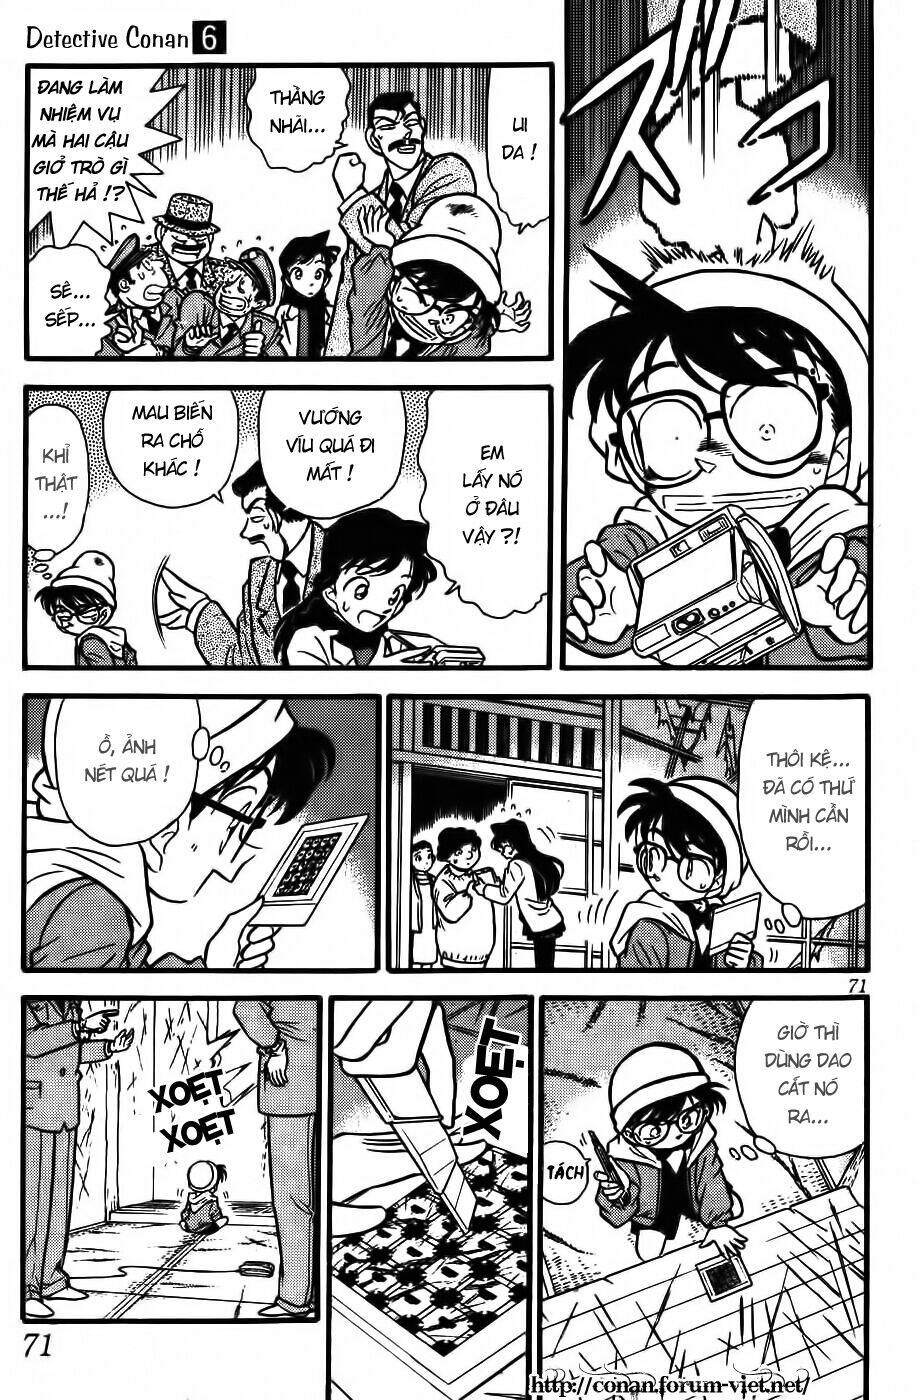 Detective Conan 6
ズズ
UI
DA !
THẰNG
NHÃI...
ĐANG LÀM
NHIỆM VỤ
MÀ HAI CẬU
GIỞ TRÒ GÌ
THẾ HẢ !?
SẾ...
SẾP...
EM
LẤY NÓ
Ở ĐÂU
VẬY ?!
VƯỚNG
VÍU QUÁ ĐI
MẤT !
MAU BIẾN
RA CHỖ
KHÁC !
KHỈ
THẬT
...!
THÔI KỆ...
ĐÃ CÓ THỨ
MÌNH CẦN
RỒI...
Ồ, ẢNH
NÉT QUÁ !
71
GIỜ THÌ
DÙNG DAO
CẮT NÓ
RA...
TÁCH
XOẸT
XOẸT
XOẸT
71
http://conan.forum-viet.net/